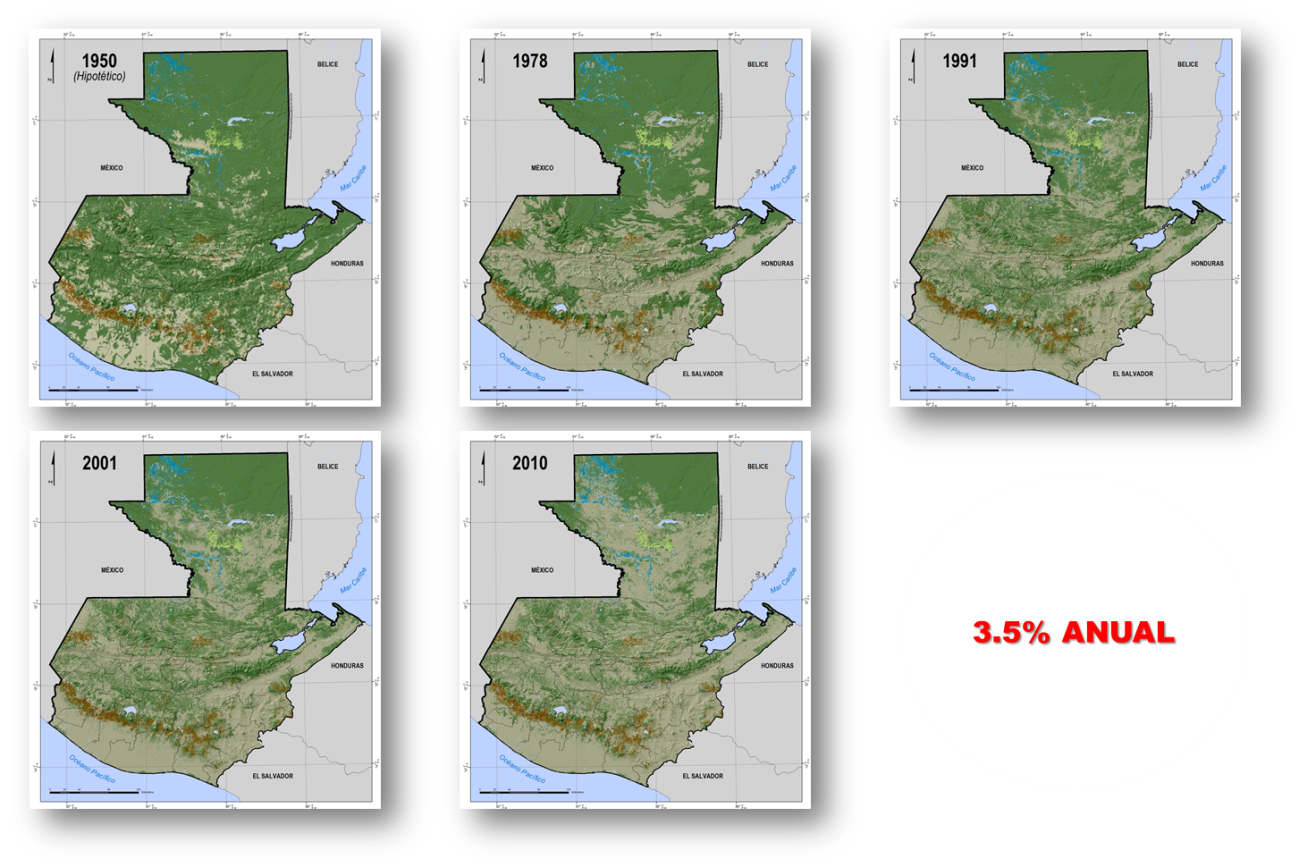 1950
(Hipotético)
N
BELICE
MÉXICO
Mar Caribe
HONDURAS
EL SALVADOR
Océano Pacífico
1978
N
BELICE
MÉXICO
Mar Caribe
HONDURAS
EL SALVADOR
Océano Pacífico
1991
N
BELICE
MÉXICO
Mar Caribe
HONDURAS
EL SALVADOR
Océano Pacífico
2001
N
BELICE
MÉXICO
Mar Caribe
HONDURAS
EL SALVADOR
Océano Pacífico
2010
N
BELICE
MÉXICO
Mar Caribe
HONDURAS
EL SALVADOR
Océano Pacífico
3.5% ANUAL